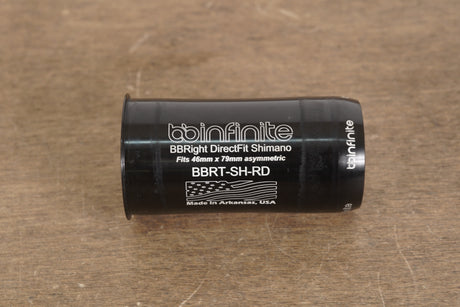 bbinfinite
BBRight DirectFit Shimano
Fits 46mm x 79mm asymmetric
BBRT-SH-RD
Made in Arkansas, USA
bbinfinite